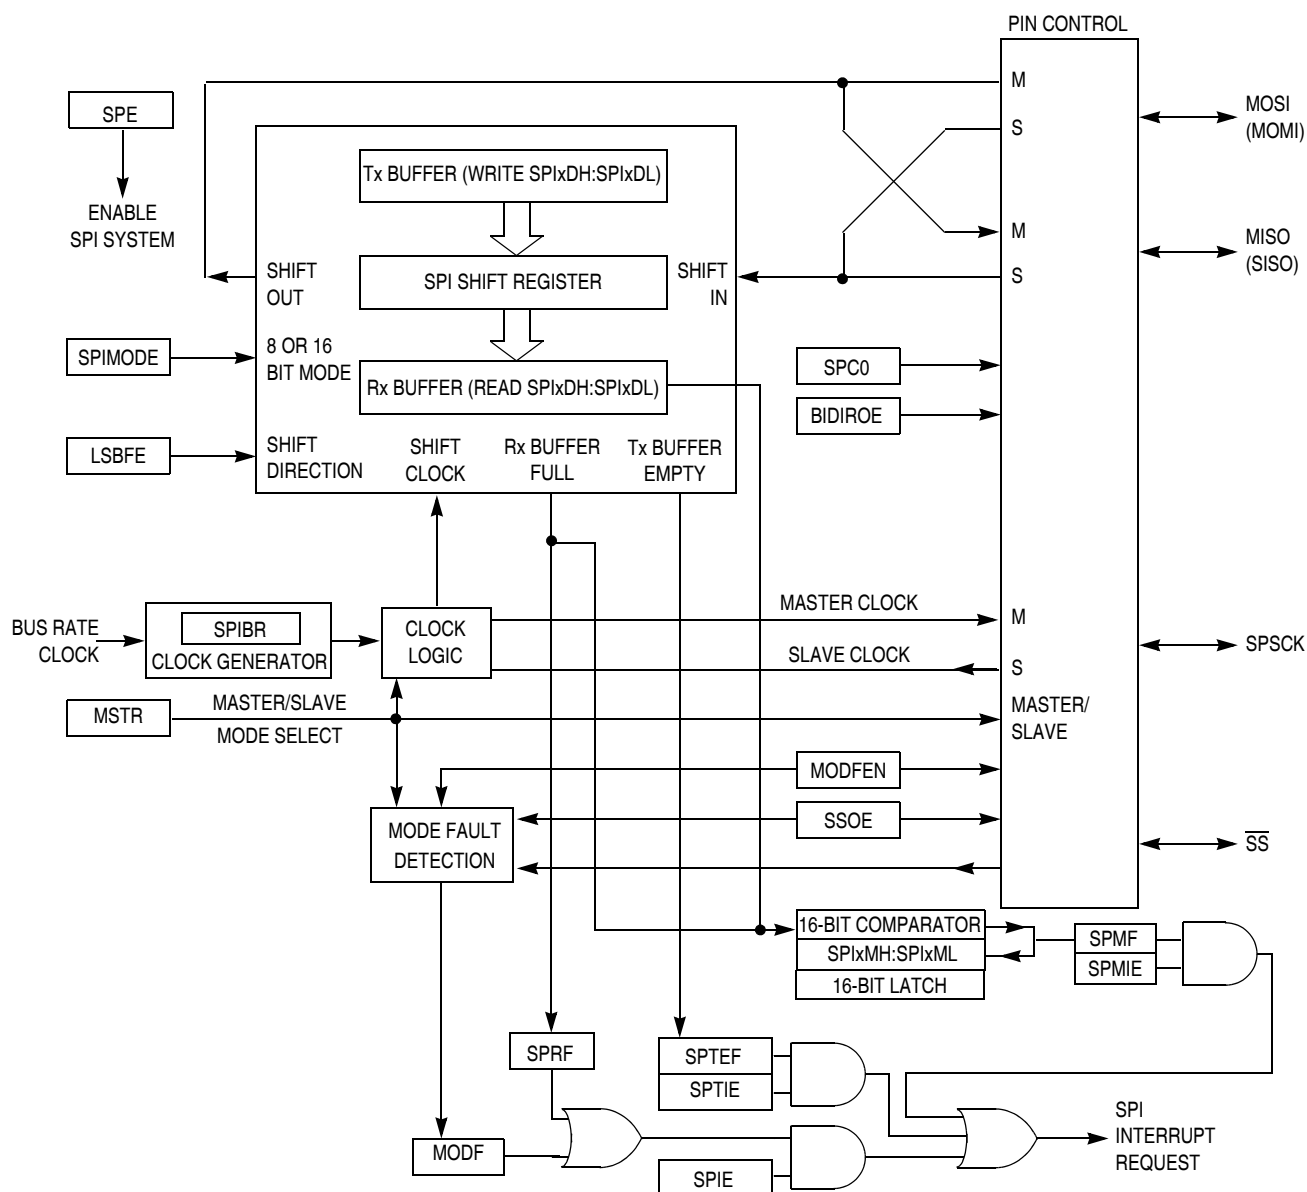 PIN CONTROL
M
MOSI
(MOMI)
SPE
S
Tx BUFFER (WRITE SPIxDH:SPIxDL)
ENABLE
SPI SYSTEM
M
MISO
(SISO)
SHIFT
OUT
SPI SHIFT REGISTER
SHIFT
IN
S
SPIMODE
8 OR 16
BIT MODE
Rx BUFFER (READ SPIxDH:SPIxDL)
SPC0
BIDIROE
LSBFE
SHIFT
DIRECTION
SHIFT
CLOCK
Rx BUFFER
FULL
Tx BUFFER
EMPTY
BUS RATE
CLOCK
SPIBR
CLOCK GENERATOR
CLOCK
LOGIC
MASTER CLOCK
M
SLAVE CLOCK
S
SPSCK
MSTR
MASTER/SLAVE
MODE SELECT
MASTER/
SLAVE
MODFEN
SSOE
MODE FAULT
DETECTION
SS
16-BIT COMPARATOR
SPIxMH:SPIxML
16-BIT LATCH
SPMF
SPMIE
SPRF
SPTEF
SPTIE
MODF
SPIE
SPI
INTERRUPT
REQUEST